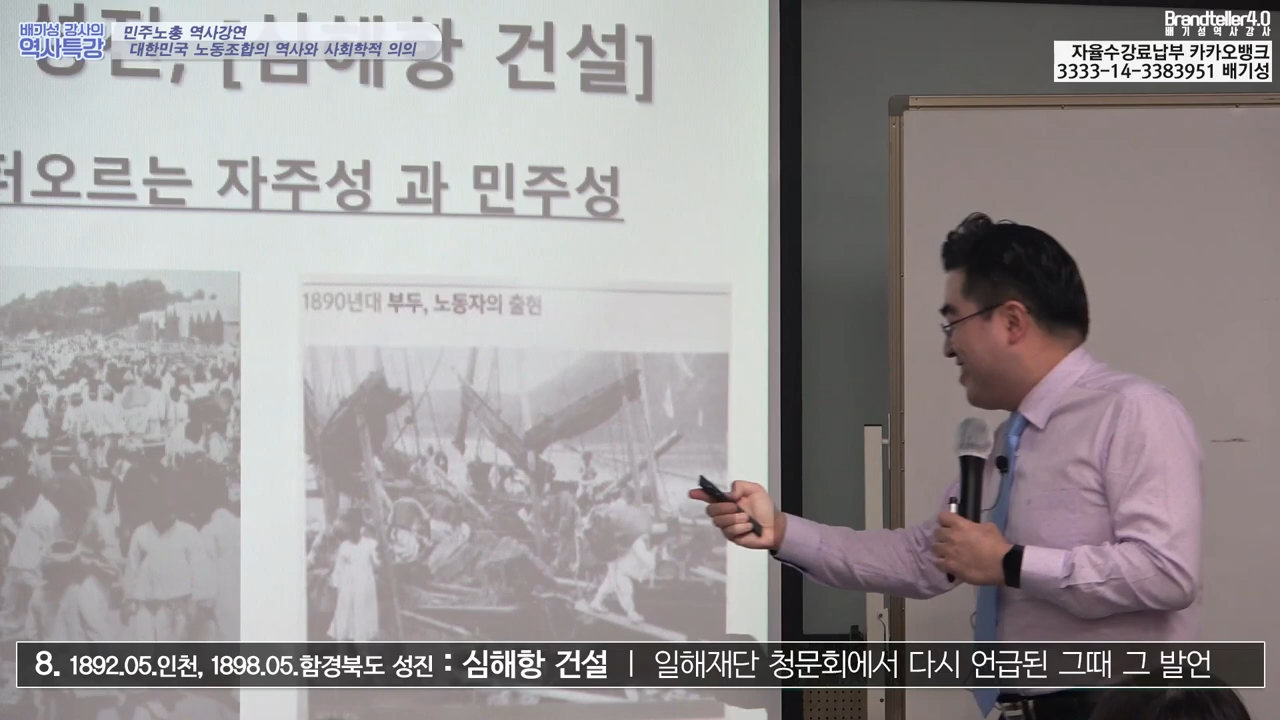 배기성 강사의
역사특강
민주노총 역사강연
대한민국 노동조합의 역사와 사회학적 의의
Brandteller4.0
배기성역사강사
자율수강료납부 카카오뱅크
3333-14-3383951 배기성
성진, [심해항 건설]
떠오르는 자주성 과 민주성
1890년대 부두, 노동자의 출현
8. 1892.05.인천, 1898.05.함경북도 성진 : 심해항 건설 ㅣ 일해재단 청문회에서 다시 언급된 그때 그 발언